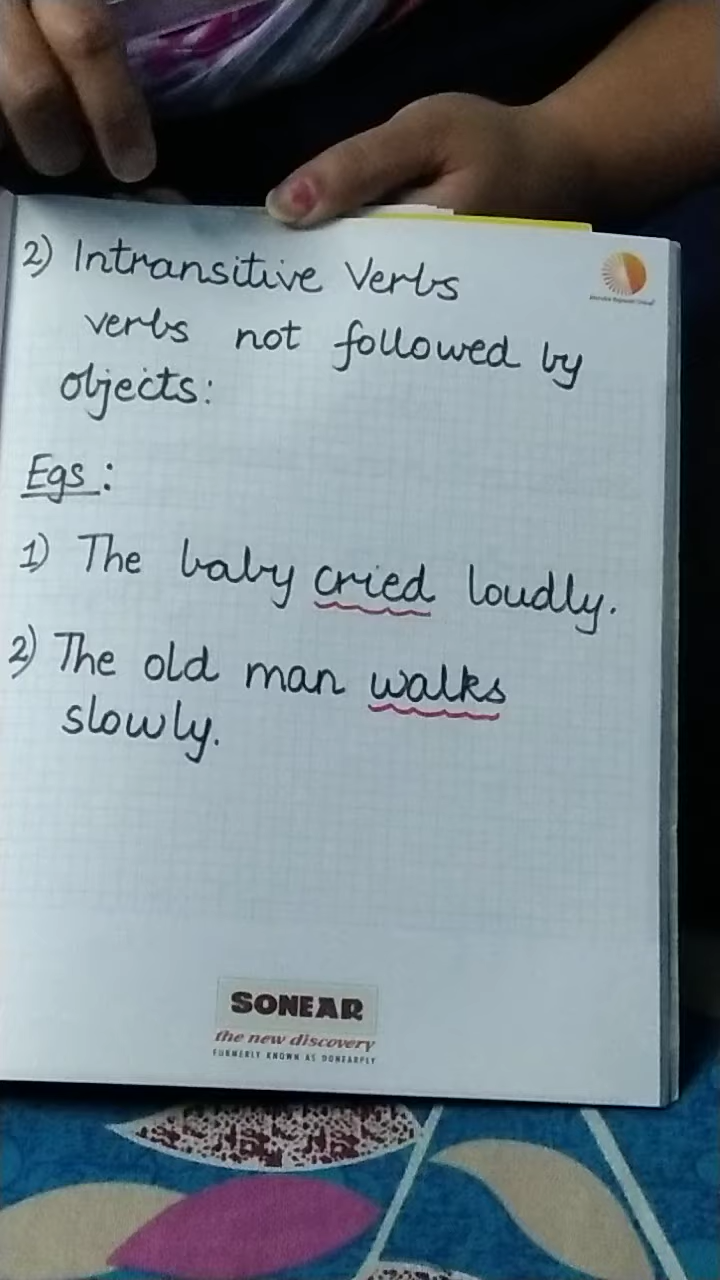 2) Intransitive Verbs
verbs not followed by
objects:
Egs:
1) The baby cried loudly.
2) The old man walks
slowly.
SONEAR
the new discovery
FORMERLY KNOWN AS DONEARPLY